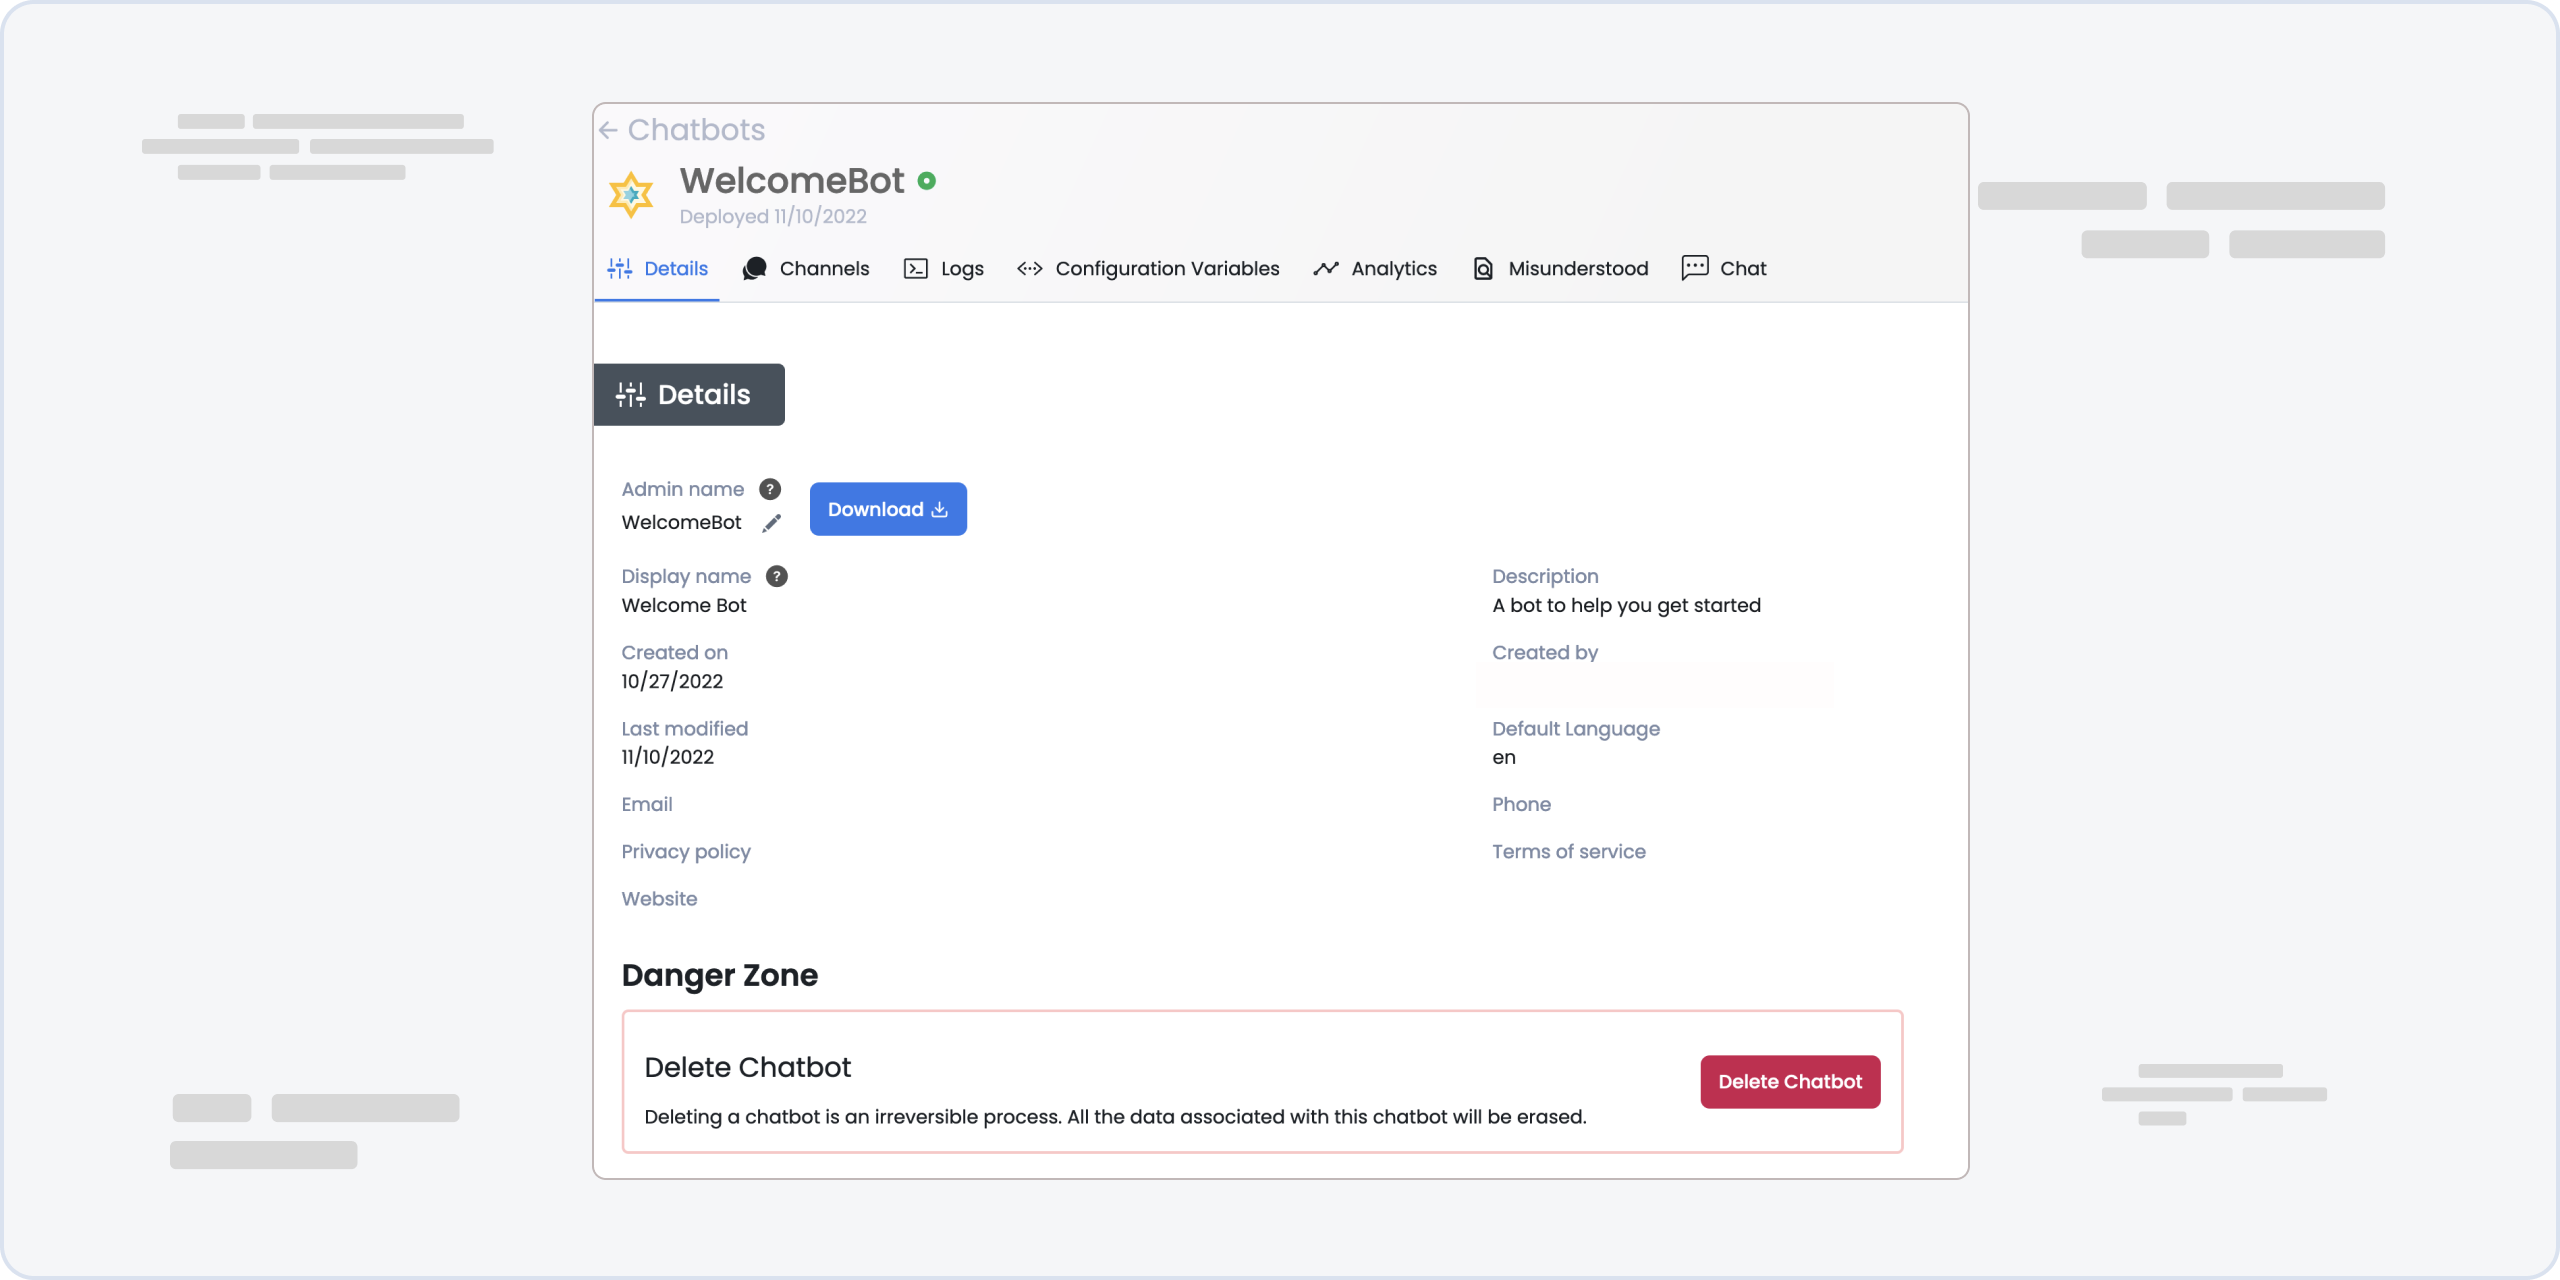 Chatbots
WelcomeBot
Deployed 11/10/2022
Details Channels Logs Configuration Variables Analytics Misunderstood Chat
Details
Admin name ?
WelcomeBot
Download
Display name ?
Welcome Bot
Description
A bot to help you get started
Created on
10/27/2022
Created by
Last modified
11/10/2022
Default Language
en
Email
Phone
Privacy policy
Terms of service
Website
Danger Zone
Delete Chatbot
Deleting a chatbot is an irreversible process. All the data associated with this chatbot will be erased.
Delete Chatbot